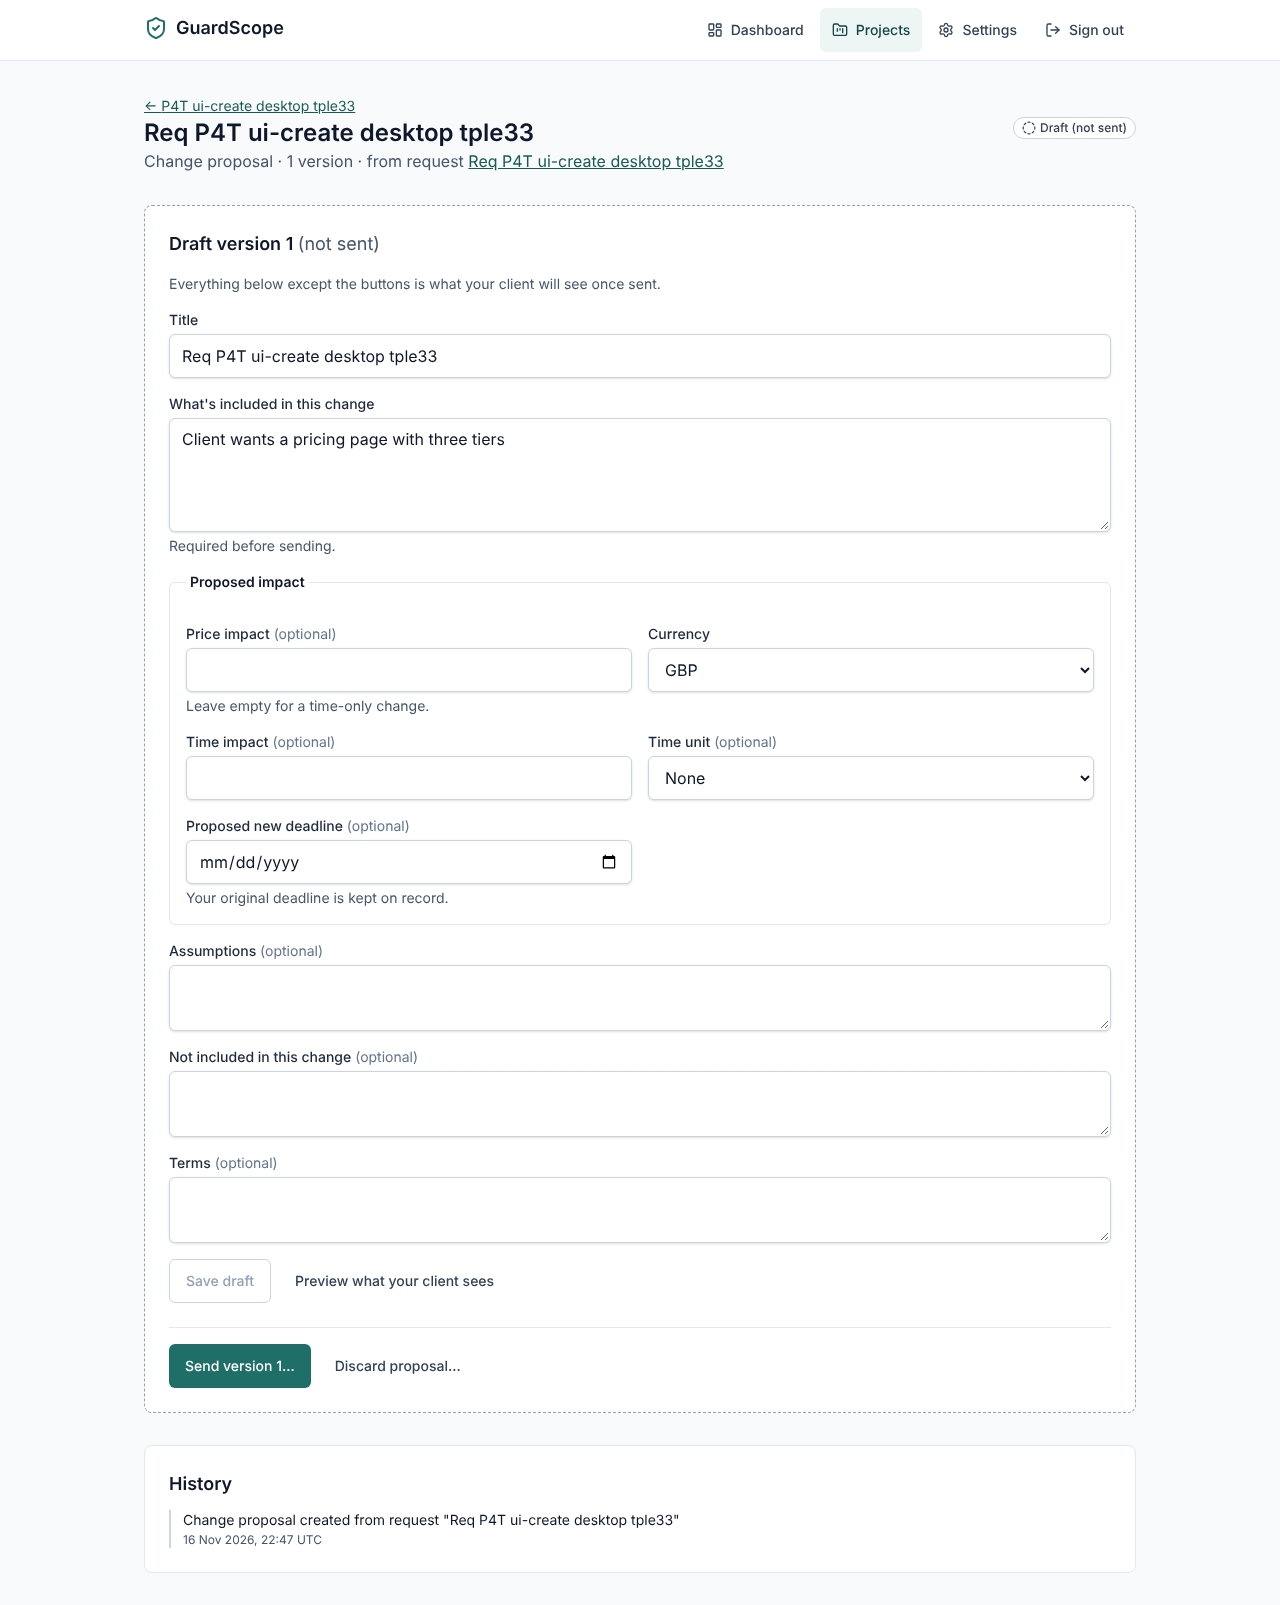 GuardScope
Dashboard
Projects
Settings
Sign out
← P4T ui-create desktop tple33
Req P4T ui-create desktop tple33
Draft (not sent)
Change proposal · 1 version · from request Req P4T ui-create desktop tple33
Draft version 1 (not sent)
Everything below except the buttons is what your client will see once sent.
Title
Req P4T ui-create desktop tple33
What's included in this change
Client wants a pricing page with three tiers
Required before sending.
Proposed impact
Price impact (optional)
Currency
GBP
Leave empty for a time-only change.
Time impact (optional)
Time unit (optional)
None
Proposed new deadline (optional)
mm/dd/yyyy
Your original deadline is kept on record.
Assumptions (optional)
Not included in this change (optional)
Terms (optional)
Save draft
Preview what your client sees
Send version 1...
Discard proposal...
History
Change proposal created from request "Req P4T ui-create desktop tple33"
16 Nov 2026, 22:47 UTC